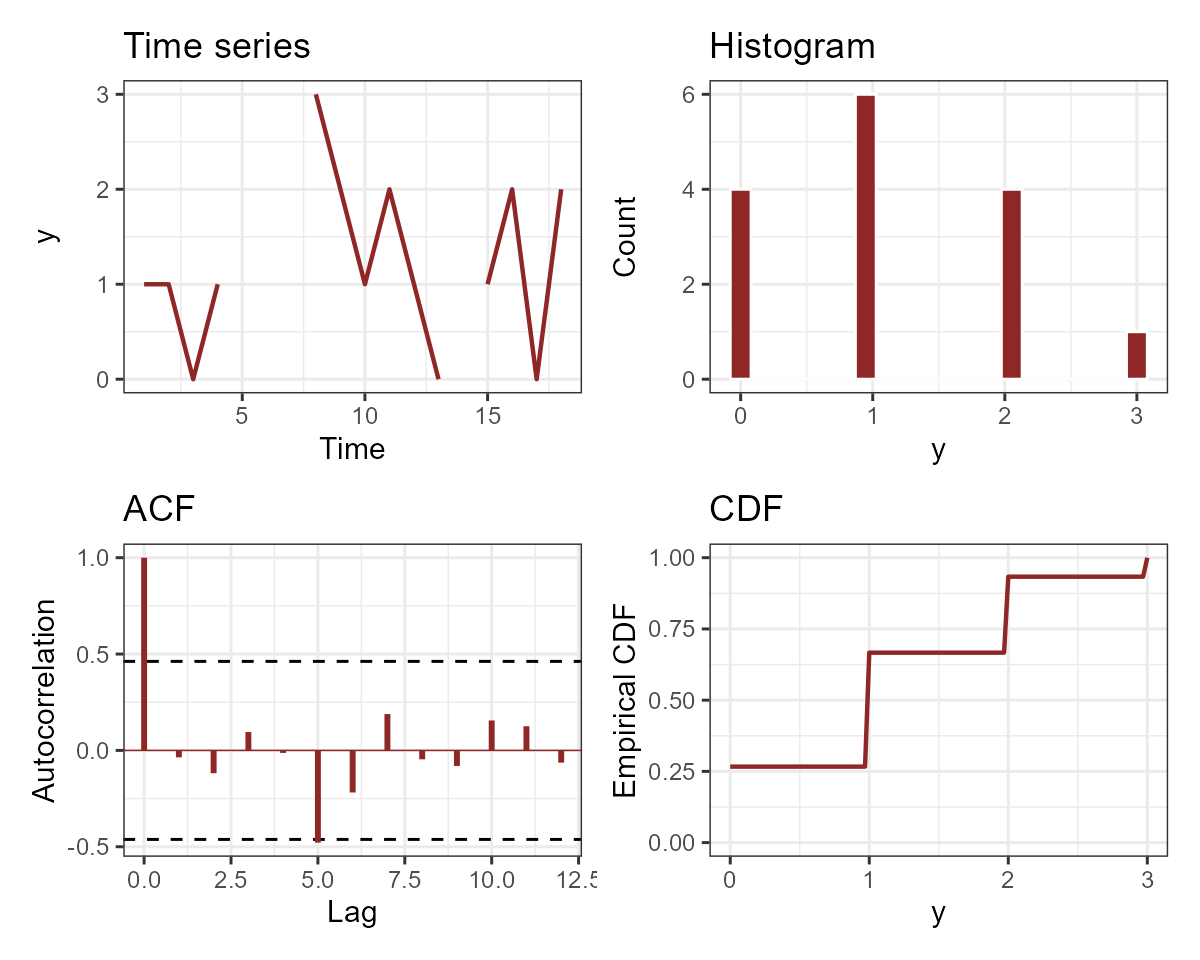 Time series
3
2
1
0
y
5 10 15
Time
Histogram
6
4
2
0
Count
0 1 2 3
y
ACF
1.0
0.5
0.0
-0.5
Autocorrelation
0.0 2.5 5.0 7.5 10.0 12.5
Lag
CDF
1.00
0.75
0.50
0.25
0.00
Empirical CDF
0 1 2 3
y